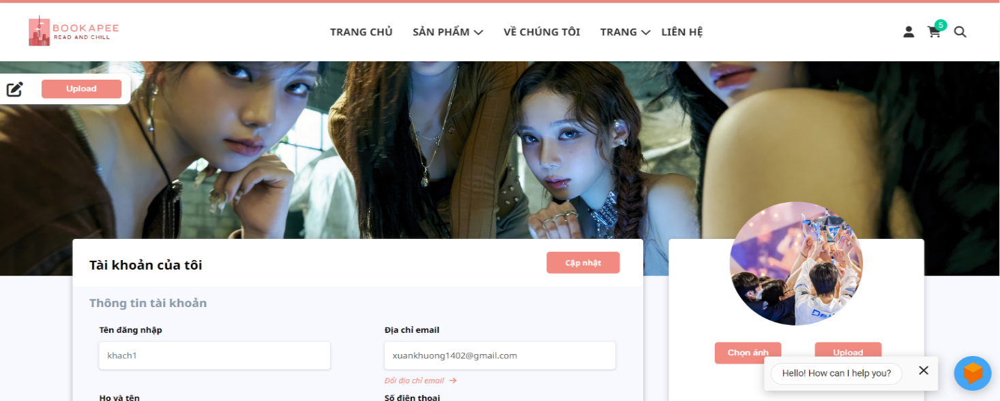 BOOKAPEE
READ AND CHILL
TRANG CHỦ SẢN PHẨM VỀ CHÚNG TÔI TRANG LIÊN HỆ
5
Upload
Tài khoản của tôi
Cập nhật
Thông tin tài khoản
Tên đăng nhập
Địa chỉ email
khach1
xuankhuong1402@gmail.com
Đổi địa chỉ email →
Chọn ảnh
Upload
Hello! How can I help you?
Họ và tên
Số điện thoại